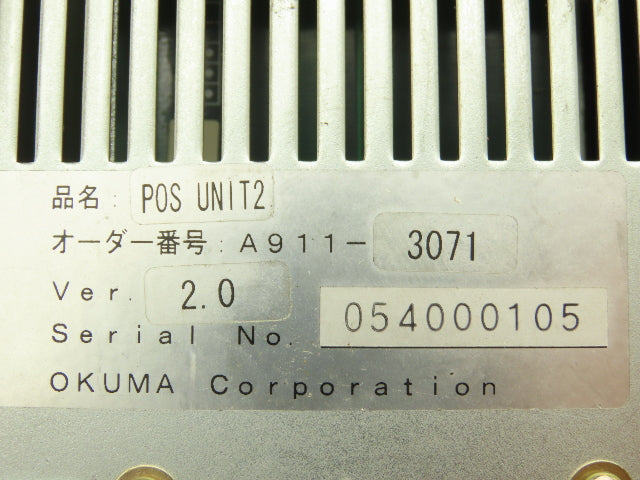 品名：POS UNIT2
オーダー番号：A911-3071
Ver. 2.0
Serial No. 054000105
OKUMA Corporation